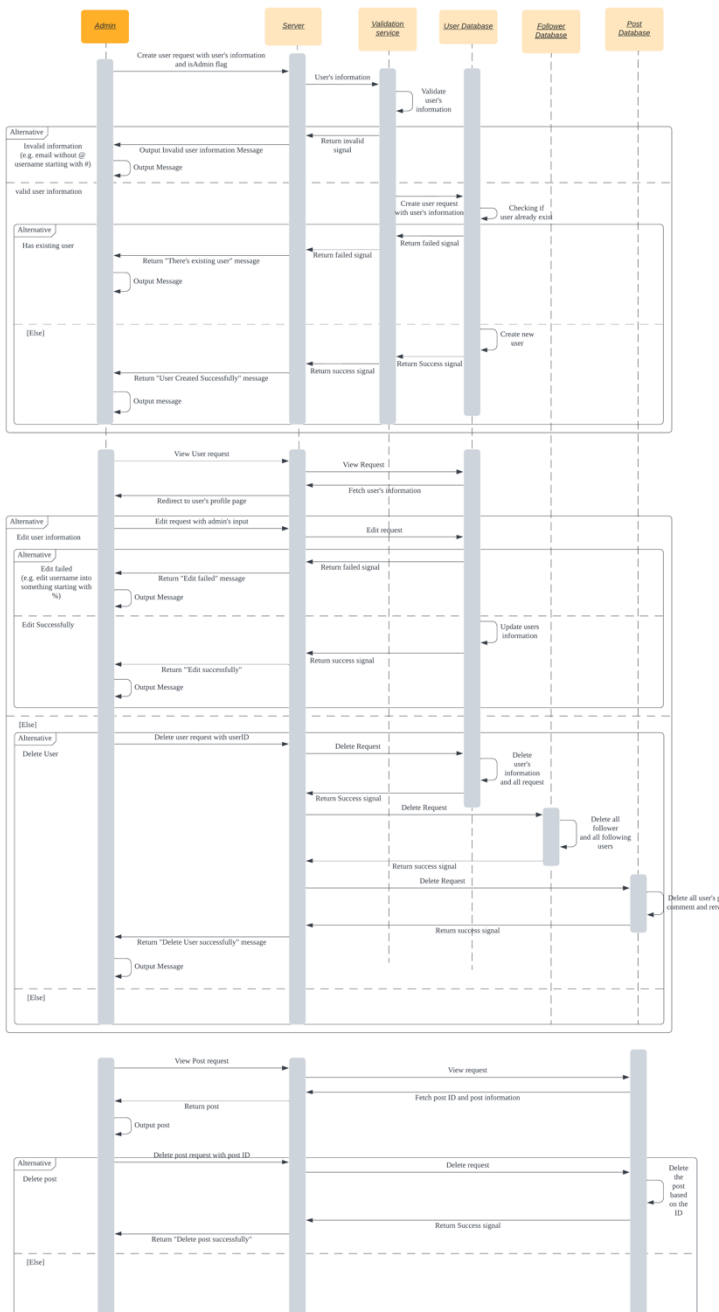 Admin
Server
Validation
service
User Database
Follower
Database
Post
Database
Create user request with user's information
and isAdmin flag
User's information
Validate
user's
information
Alternative
Invalid information
(e.g. email without @
username starting with #)
Return invalid
signal
Output Invalid user information Message
Output Message
valid user information
Create user request
with user's information
Checking if
user already exist
Alternative
Has existing user
Return failed signal
Return failed signal
Return "There's existing user" message
Output Message
[Else]
Create new
user
Return Success signal
Return success signal
Return "User Created Successfully" message
Output message
View User request
View Request
Fetch user's information
Redirect to user's profile page
Alternative
Edit request with admin's input
Edit user information
Edit request
Alternative
Edit failed
(e.g. edit username into
something starting with
%)
Return failed signal
Return "Edit failed" message
Output Message
Edit Successfully
Update users
information
Return success signal
Return '"Edit successfully"
Output Message
[Else]
Alternative
Delete User
Delete user request with userID
Delete Request
Delete
user's
information
and all request
Return Success signal
Delete Request
Delete all
follower
and all following
users
Return success signal
Delete Request
Delete all user's
comment and
Return success signal
Return "Delete User successfully" message
Output Message
[Else]
View Post request
View request
Fetch post ID and post information
Return post
Output post
Alternative
Delete post request with post ID
Delete post
Delete request
Delete
the
post
based
on the
ID
Return Success signal
Return "Delete post successfully"
[Else]